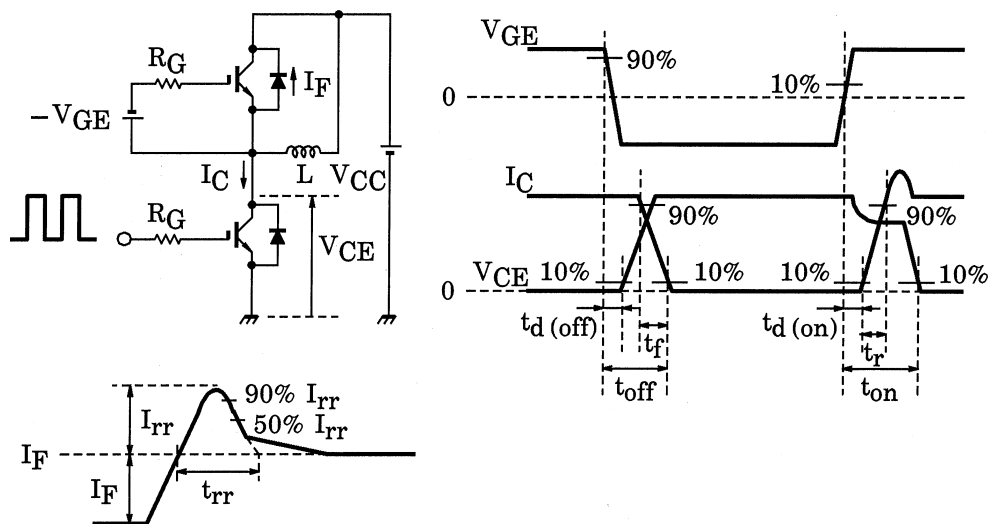 R_G
I_F
-V_GE
I_C
L
V_CC
R_G
V_CE
V_GE
90%
10%
0
I_C
90%
90%
V_CE
10%
10%
10%
10%
0
t_d (off)
t_f
t_off
t_d (on)
t_r
t_on
90% I_rr
I_rr
50% I_rr
I_F
I_F
t_rr